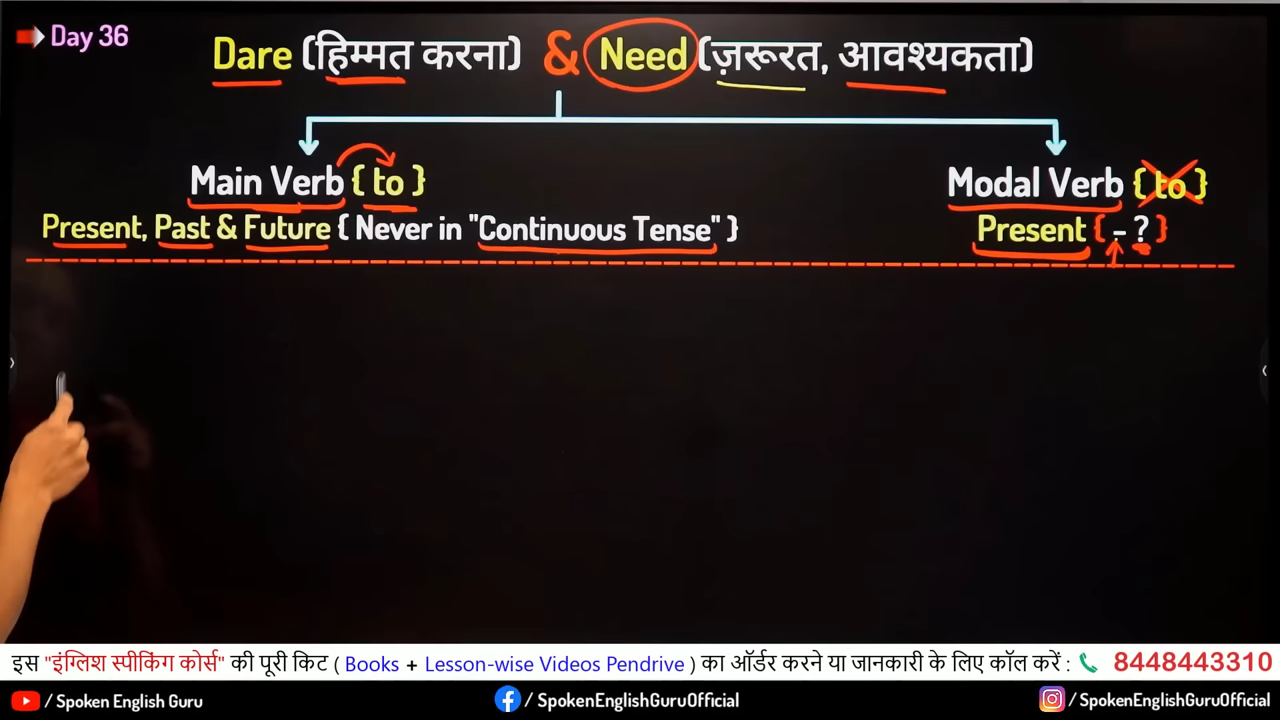 Day 36
Dare (हिम्मत करना) & Need (ज़रूरत, आवश्यकता)
Main Verb { to }
Modal Verb { to }
Present, Past & Future { Never in "Continuous Tense" }
Present { - ? }
इस "इंग्लिश स्पीकिंग कोर्स" की पूरी किट ( Books + Lesson-wise Videos Pendrive ) का ऑर्डर करने या जानकारी के लिए कॉल करें : 8448443310
/ Spoken English Guru
/SpokenEnglishGuruOfficial
/ SpokenEnglishGuruOfficial